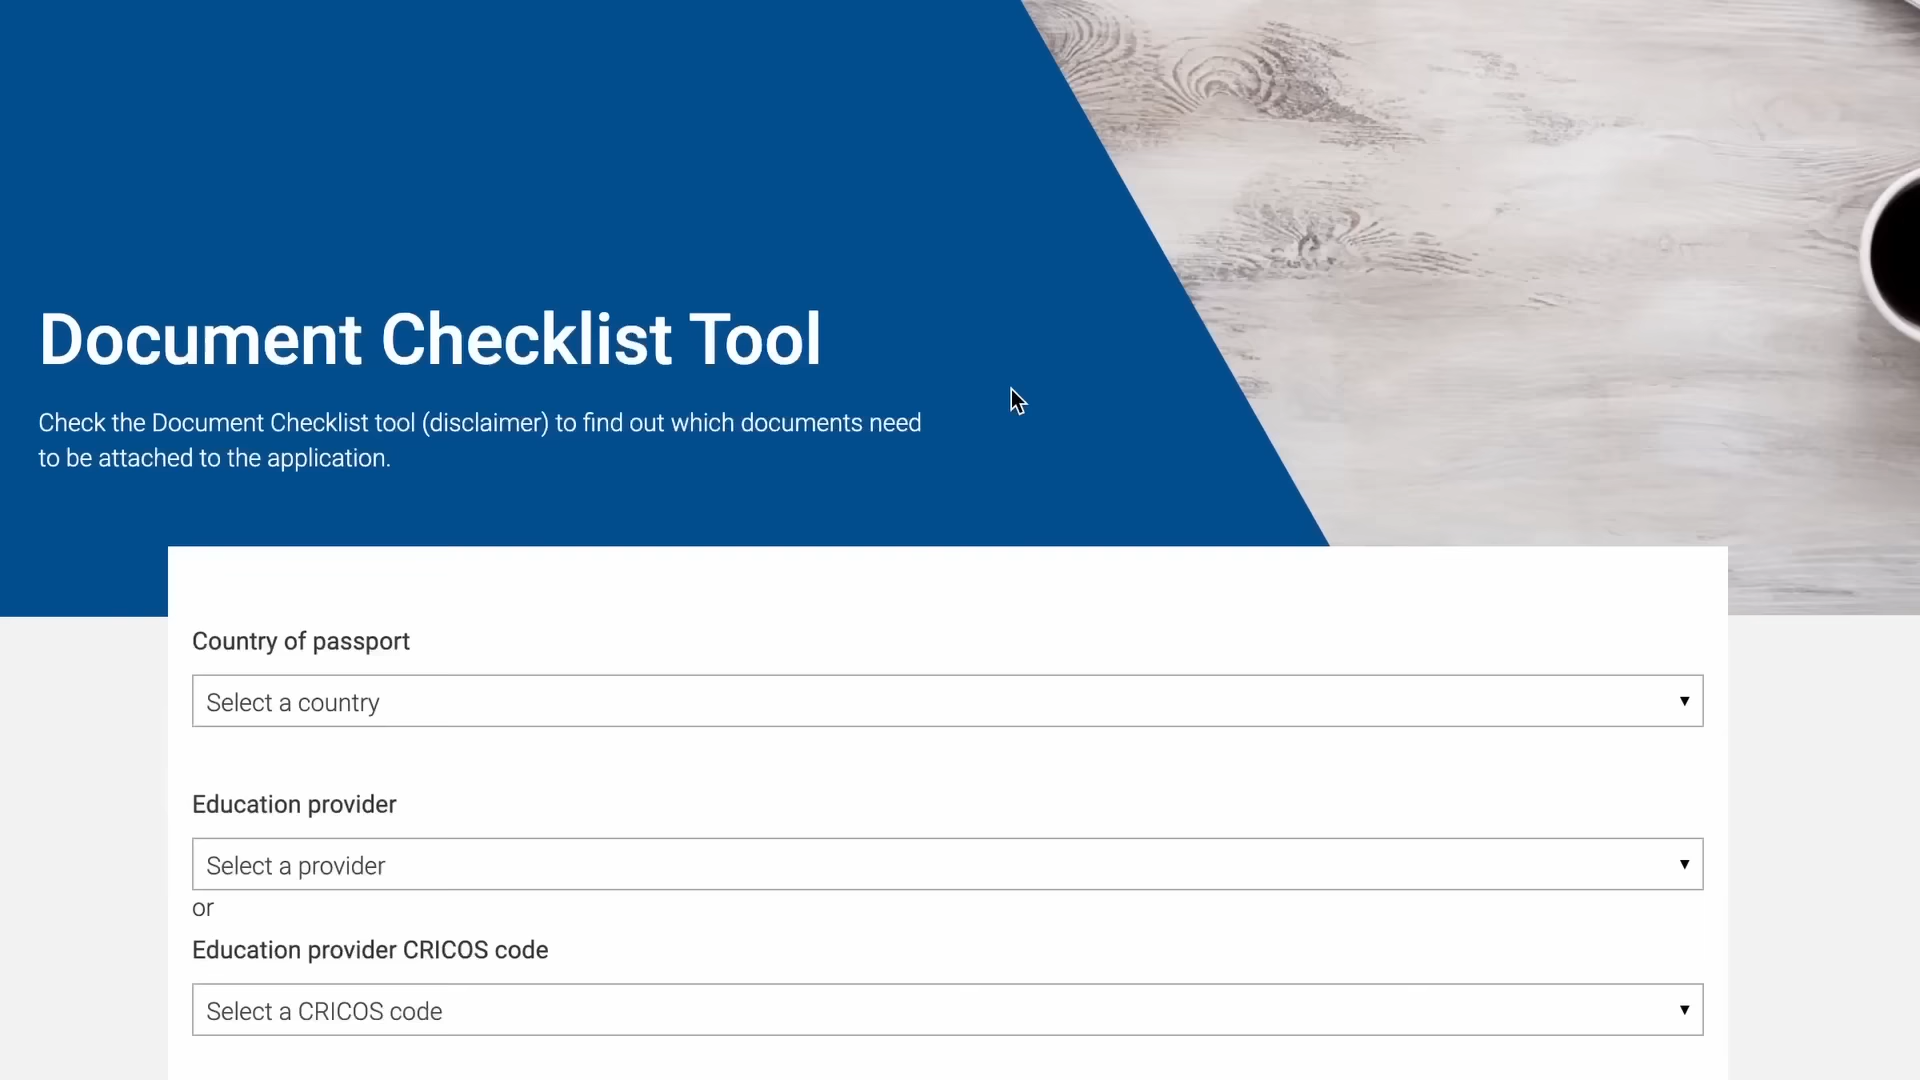 Document Checklist Tool
Check the Document Checklist tool (disclaimer) to find out which documents need
to be attached to the application.
Country of passport
Select a country
Education provider
Select a provider
or
Education provider CRICOS code
Select a CRICOS code